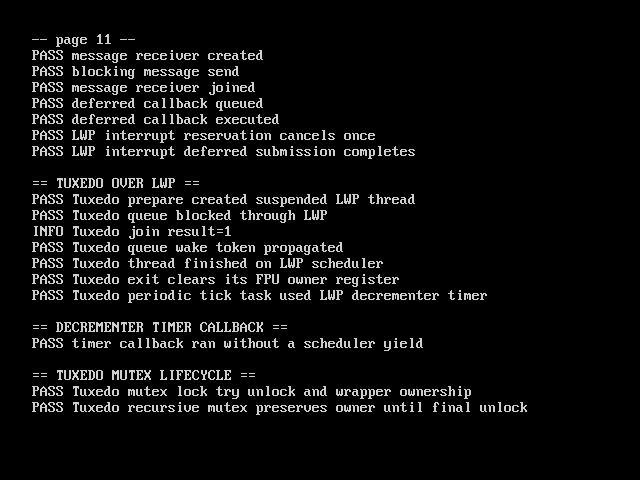 -- page 11 --
PASS message receiver created
PASS blocking message send
PASS message receiver joined
PASS deferred callback queued
PASS deferred callback executed
PASS LWP interrupt reservation cancels once
PASS LWP interrupt deferred submission completes
== TUXEDO OVER LWP ==
PASS Tuxedo prepare created suspended LWP thread
PASS Tuxedo queue blocked through LWP
INFO Tuxedo join result=1
PASS Tuxedo queue wake token propagated
PASS Tuxedo thread finished on LWP scheduler
PASS Tuxedo exit clears its FPU owner register
PASS Tuxedo periodic tick task used LWP decrementer timer
== DECREMENTER TIMER CALLBACK ==
PASS timer callback ran without a scheduler yield
== TUXEDO MUTEX LIFECYCLE ==
PASS Tuxedo mutex lock try unlock and wrapper ownership
PASS Tuxedo recursive mutex preserves owner until final unlock